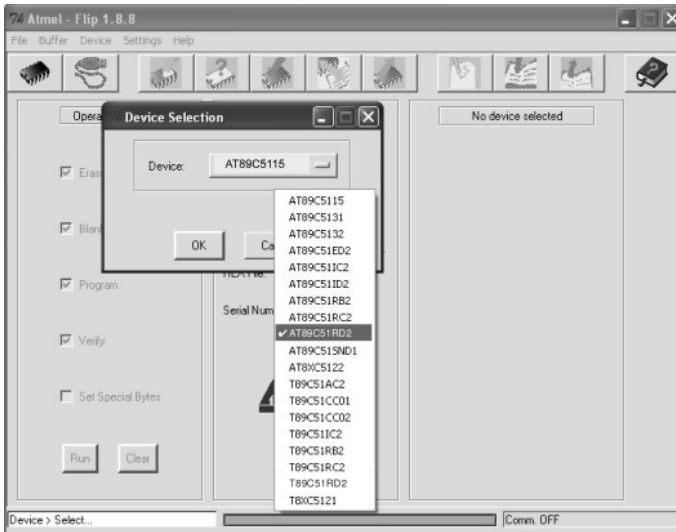 Atmel - Flip 1.8.8
File Buffer Device Settings Help
Device Selection
No device selected
Device:
AT89C5115
OK
Program
Verify
Set Special Bytes
Run
Clear
AT89C5115
AT89C5131
AT89C5132
AT89C51ED2
AT89C51IC2
AT89C51ID2
AT89C51RB2
AT89C51RC2
✓ AT89C51RD2
AT89C51SND1
AT8XC5122
T89C51AC2
T89C51CC01
T89C51CC02
T89C51IC2
T89C51RB2
T89C51RC2
T89C51RD2
T8XC5121
Device > Select...
Comm. OFF